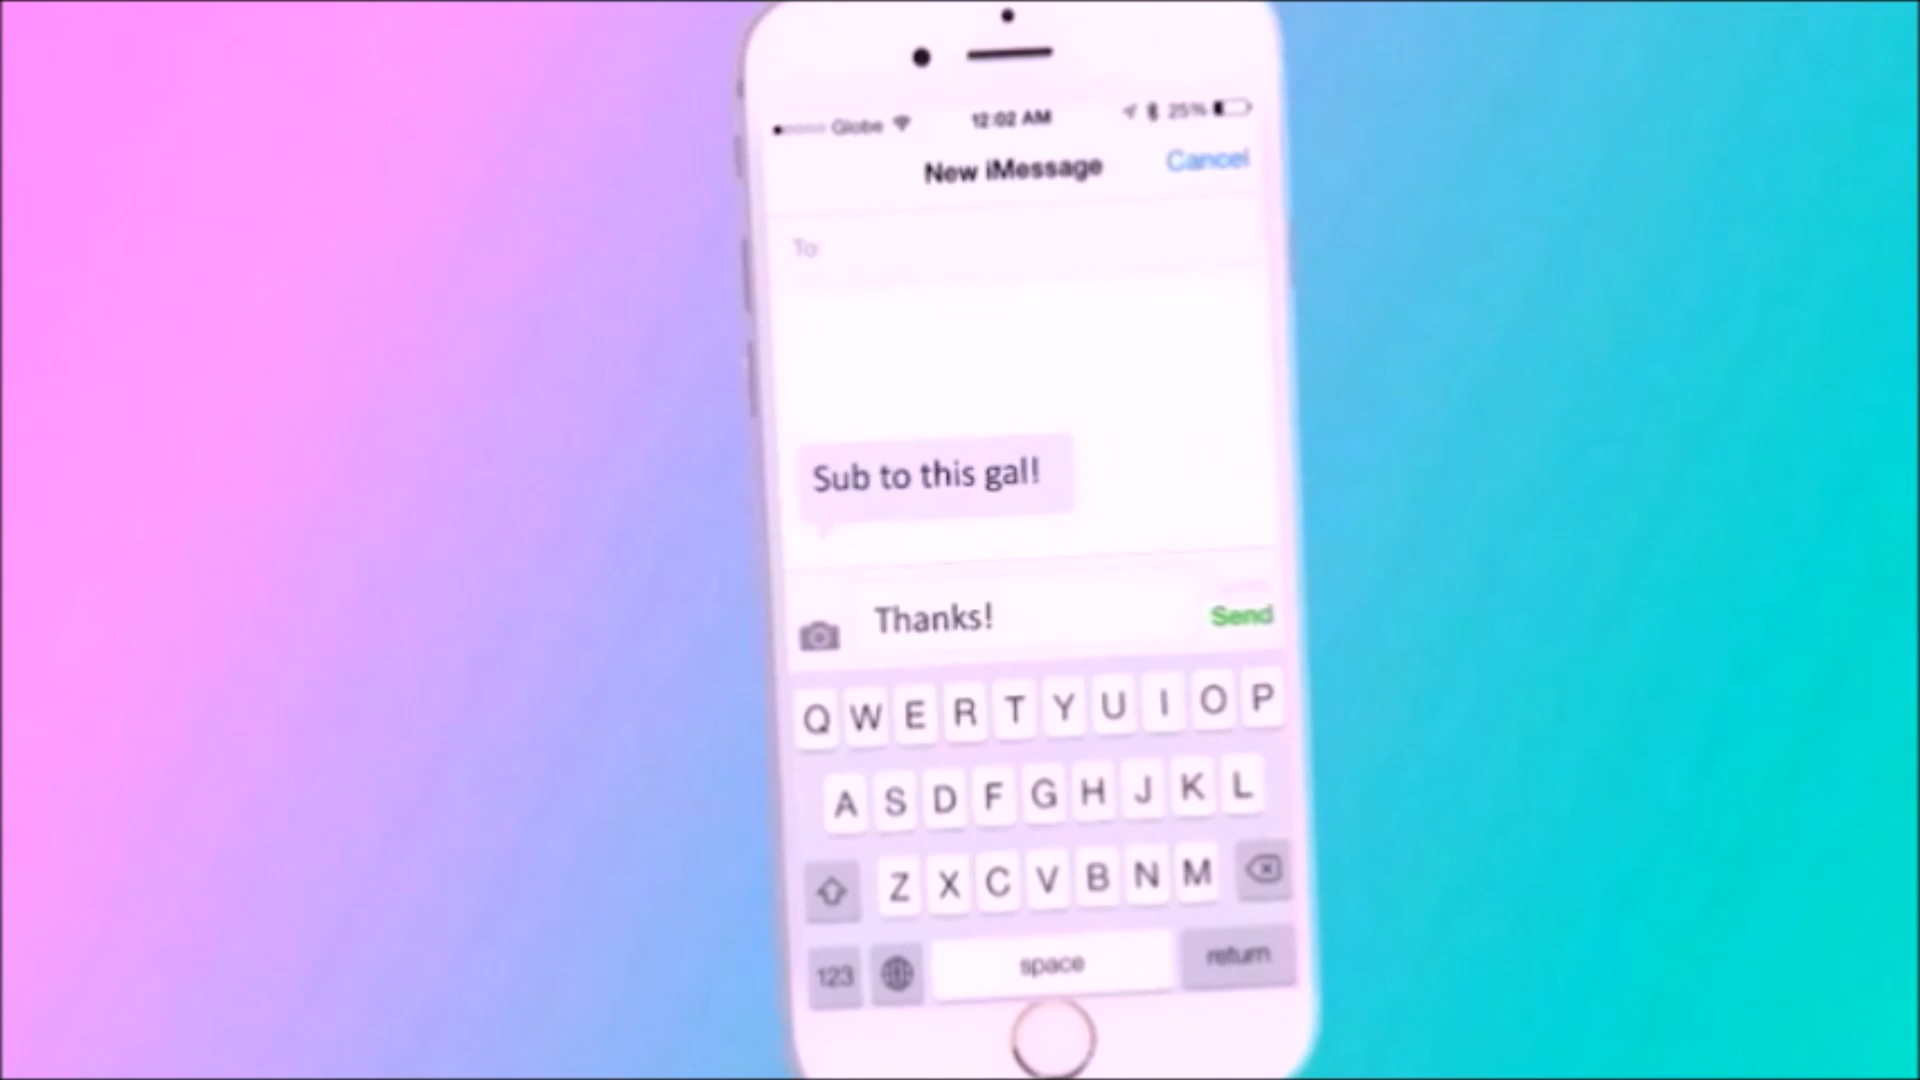 Globe 12:02 AM 25%
New iMessage Cancel
To:
Sub to this gal!
Thanks! Send
Q W E R T Y U I O P
A S D F G H J K L
Z X C V B N M
123 space return